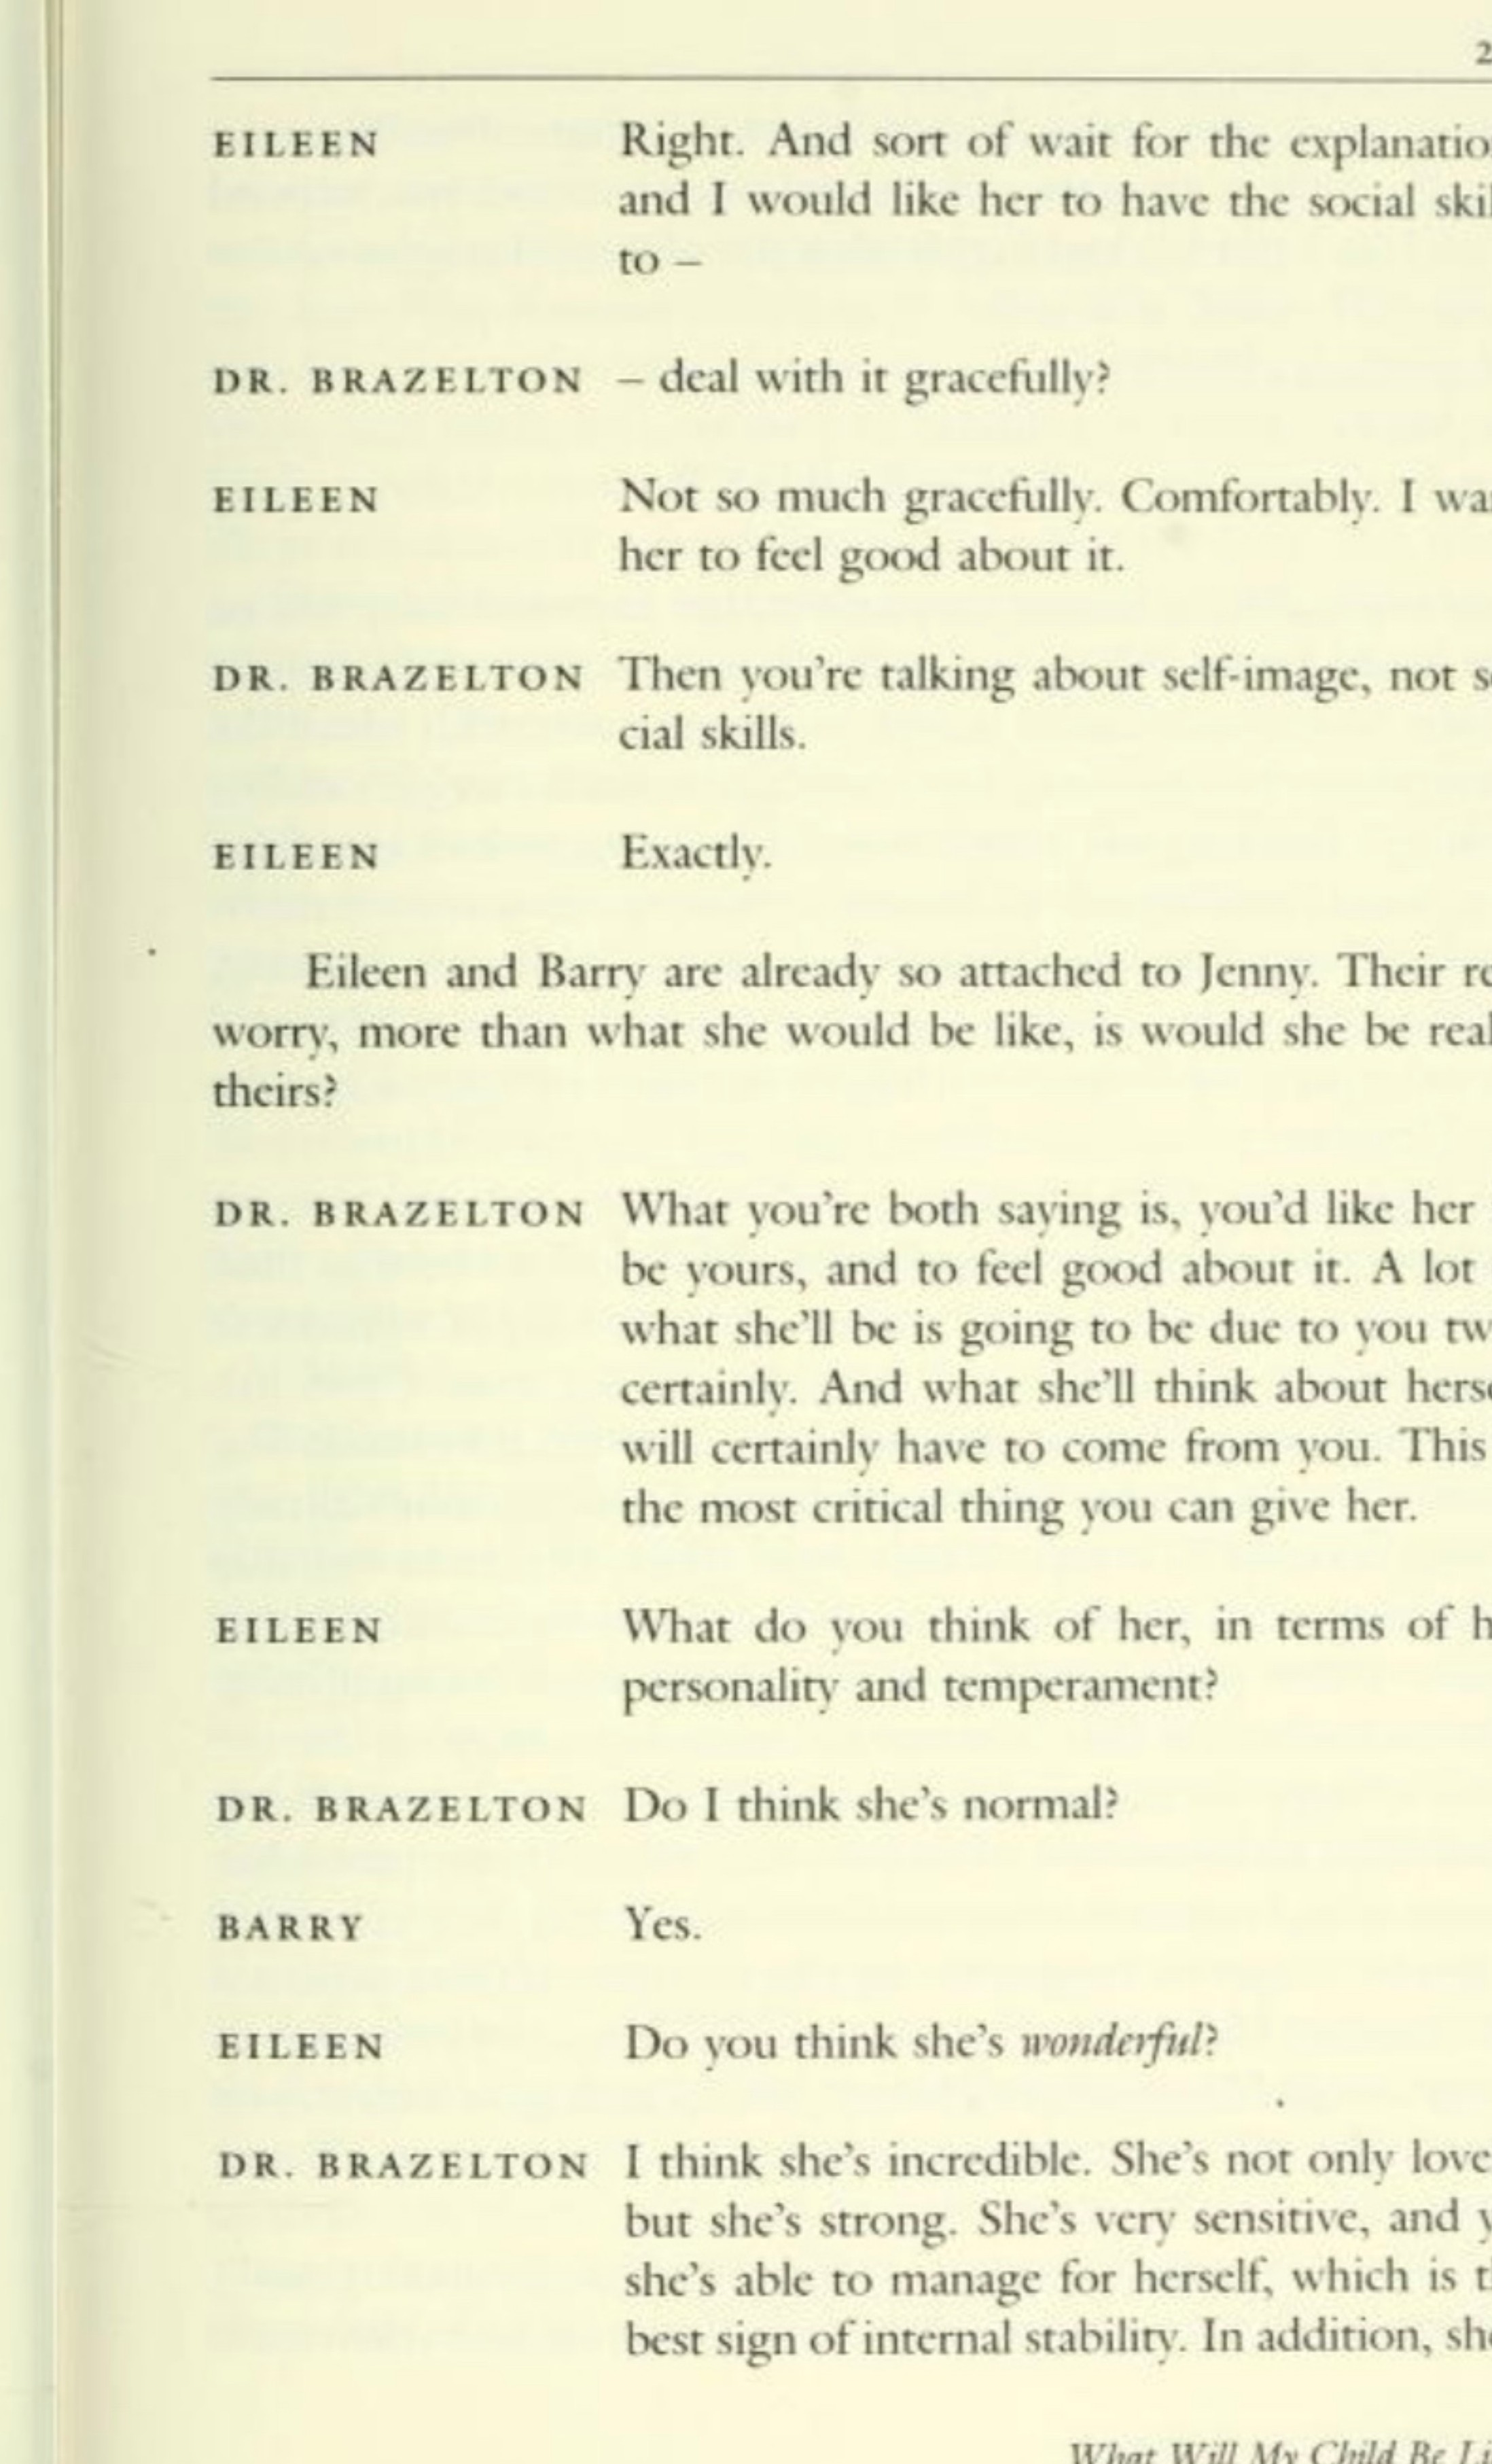 2
EILEEN Right. And sort of wait for the explanatio
and I would like her to have the social skil
to –
DR. BRAZELTON – deal with it gracefully?
EILEEN Not so much gracefully. Comfortably. I wa
her to feel good about it.
DR. BRAZELTON Then you're talking about self-image, not s
cial skills.
EILEEN Exactly.
Eileen and Barry are already so attached to Jenny. Their re
worry, more than what she would be like, is would she be real
theirs?
DR. BRAZELTON What you're both saying is, you'd like her
be yours, and to feel good about it. A lot
what she'll be is going to be due to you tw
certainly. And what she'll think about herse
will certainly have to come from you. This
the most critical thing you can give her.
EILEEN What do you think of her, in terms of h
personality and temperament?
DR. BRAZELTON Do I think she's normal?
BARRY Yes.
EILEEN Do you think she's wonderful?
DR. BRAZELTON I think she's incredible. She's not only love
but she's strong. She's very sensitive, and y
she's able to manage for herself, which is t
best sign of internal stability. In addition, she
What Will My Child Be Li